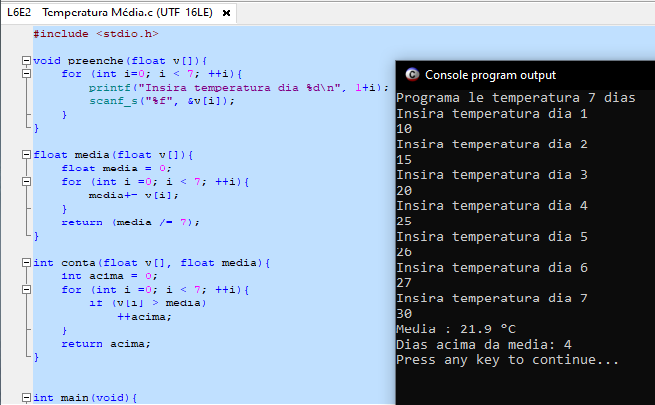 L6E2 Temperatura Média.c (UTF 16LE)
#include <stdio.h>
void preenche(float v[]){
for (int i=0; i < 7; ++i){
printf("Insira temperatura dia %d\n", 1+i);
scanf_s("%f", &v[i]);
}
}
float media(float v[]){
float media = 0;
for (int i =0; i < 7; ++i){
media+= v[i];
}
return (media /= 7);
}
int conta(float v[], float media){
int acima = 0;
for (int i =0; i < 7; ++i){
if (v[i] > media)
++acima;
}
return acima;
}
int main(void){
Console program output
Programa le temperatura 7 dias
Insira temperatura dia 1
10
Insira temperatura dia 2
15
Insira temperatura dia 3
20
Insira temperatura dia 4
25
Insira temperatura dia 5
26
Insira temperatura dia 6
27
Insira temperatura dia 7
30
Media : 21.9 ºC
Dias acima da media: 4
Press any key to continue...